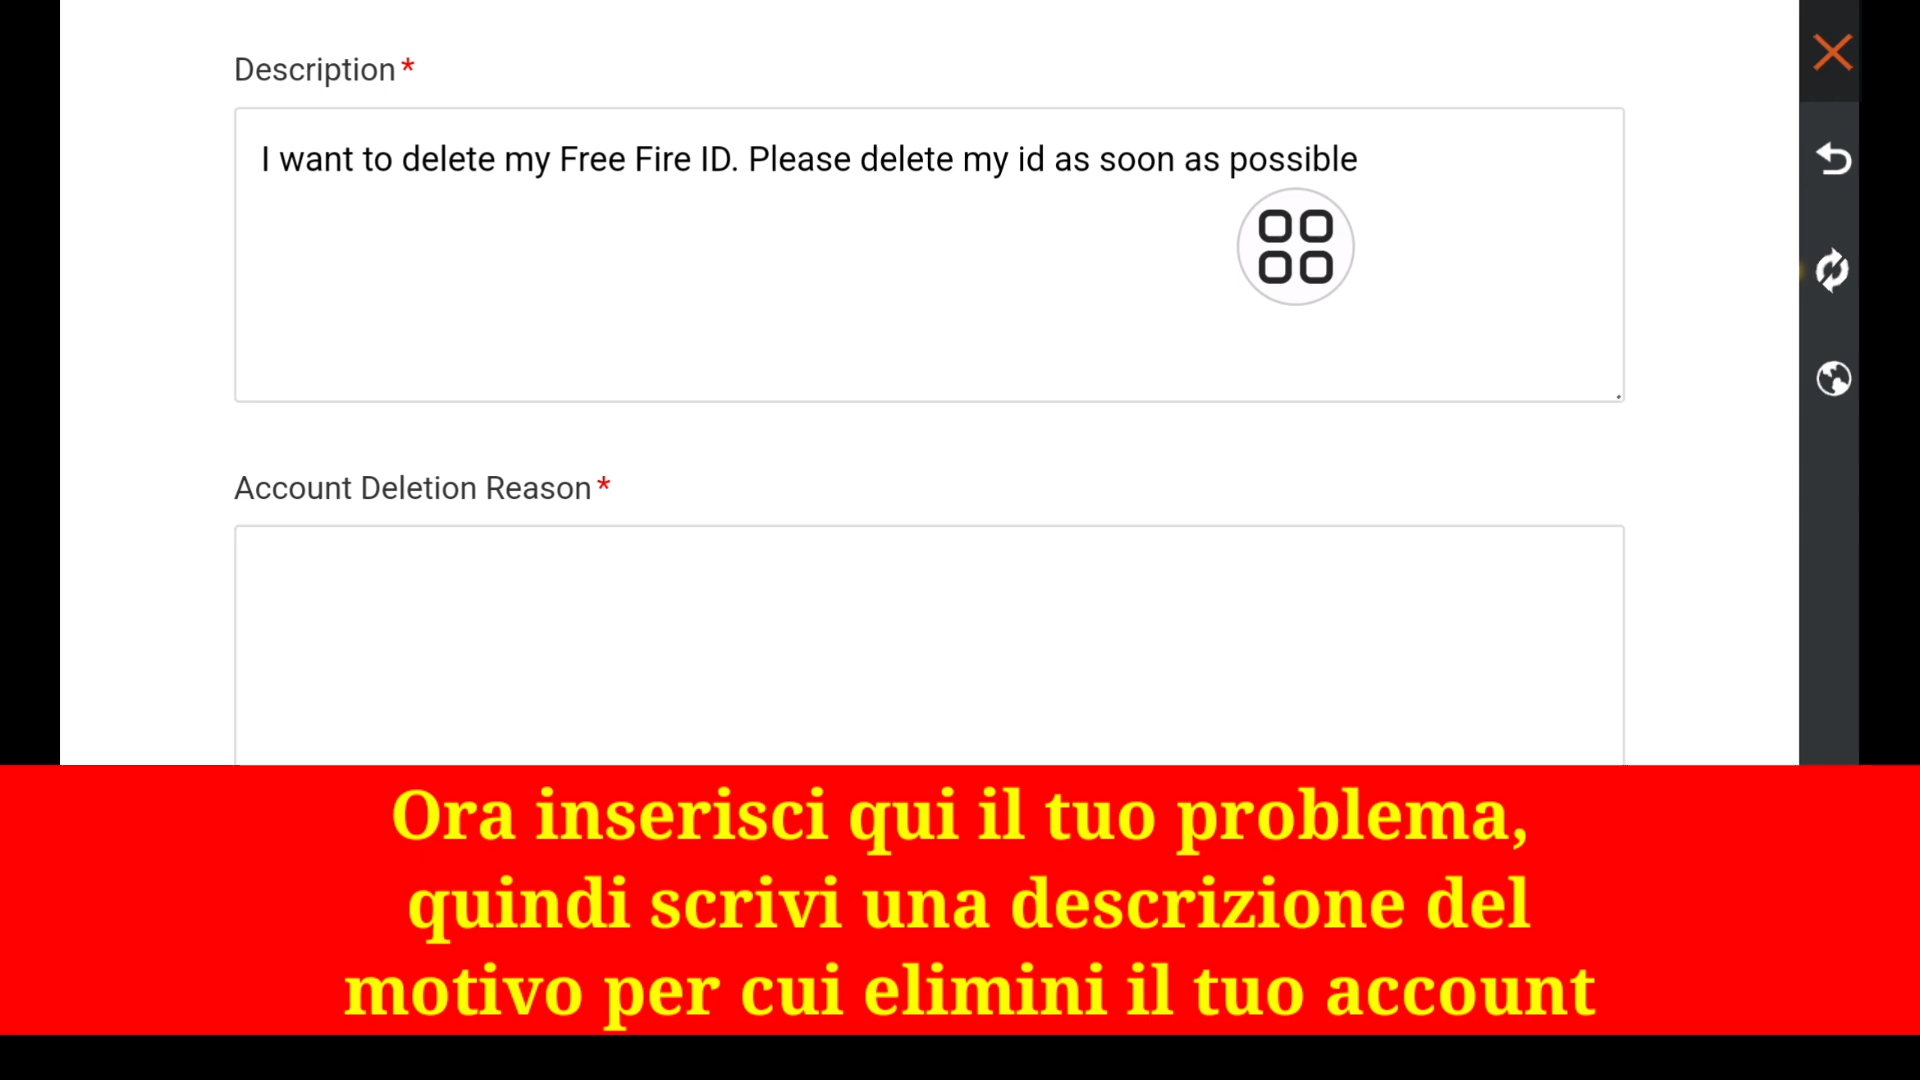 Description *
I want to delete my Free Fire ID. Please delete my id as soon as possible
Account Deletion Reason *
Ora inserisci qui il tuo problema,
quindi scrivi una descrizione del
motivo per cui elimini il tuo account